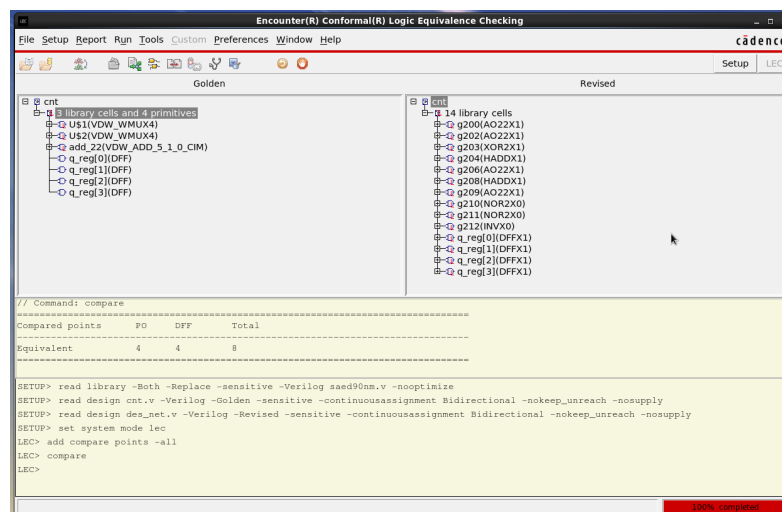 LEC
Encounter(R) Conformal(R) Logic Equivalence Checking
File Setup Report Run Tools Custom Preferences Window Help
cādence
Setup LEC
Golden
Revised
cnt
3 library cells and 4 primitives
U$1(VDW_WMUX4)
U$2(VDW_WMUX4)
add_22(VDW_ADD_5_1_0_CIM)
q_reg[0](DFF)
q_reg[1](DFF)
q_reg[2](DFF)
q_reg[3](DFF)
cnt
14 library cells
g200(AO22X1)
g202(AO22X1)
g203(XOR2X1)
g204(HADDX1)
g206(AO22X1)
g208(HADDX1)
g209(AO22X1)
g210(NOR2X0)
g211(NOR2X0)
g212(INVX0)
q_reg[0](DFFX1)
q_reg[1](DFFX1)
q_reg[2](DFFX1)
q_reg[3](DFFX1)
// Command: compare
================================================================================
Compared points PO DFF Total
--------------------------------------------------------------------------------
Equivalent 4 4 8
================================================================================
SETUP> read library -Both -Replace -sensitive -Verilog saed90nm.v -nooptimize
SETUP> read design cnt.v -Verilog -Golden -sensitive -continuousassignment Bidirectional -nokeep_unreach -nosupply
SETUP> read design des_net.v -Verilog -Revised -sensitive -continuousassignment Bidirectional -nokeep_unreach -nosupply
SETUP> set system mode lec
LEC> add compare points -all
LEC> compare
LEC>
100% completed